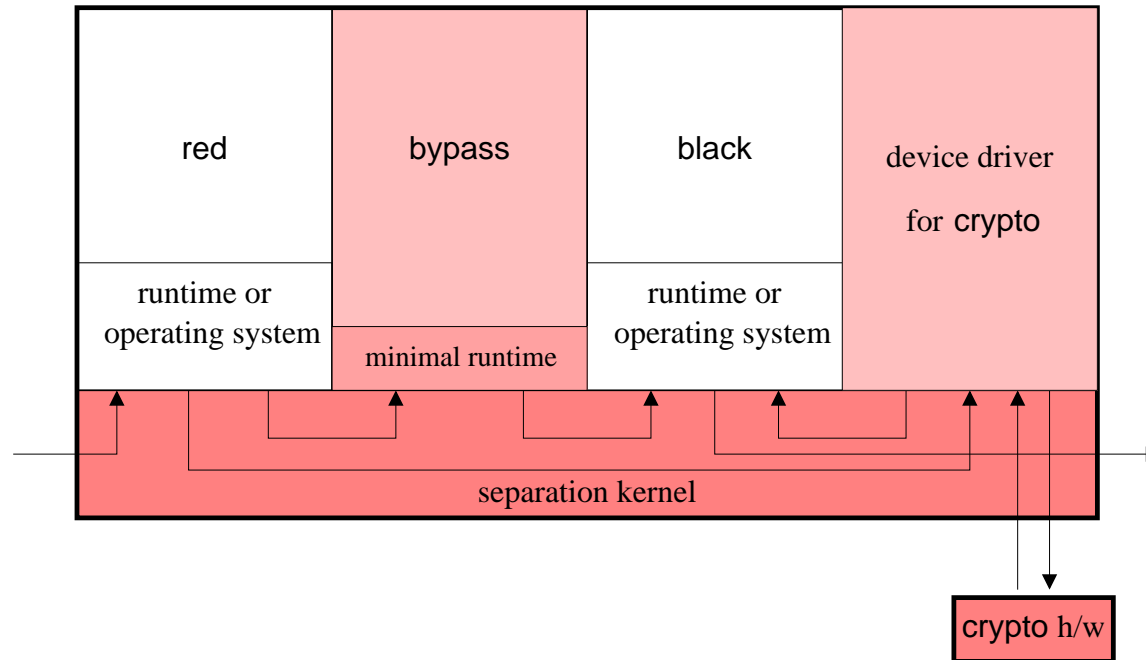 red
bypass
black
device driver
for crypto
runtime or
operating system
minimal runtime
runtime or
operating system
separation kernel
crypto h/w